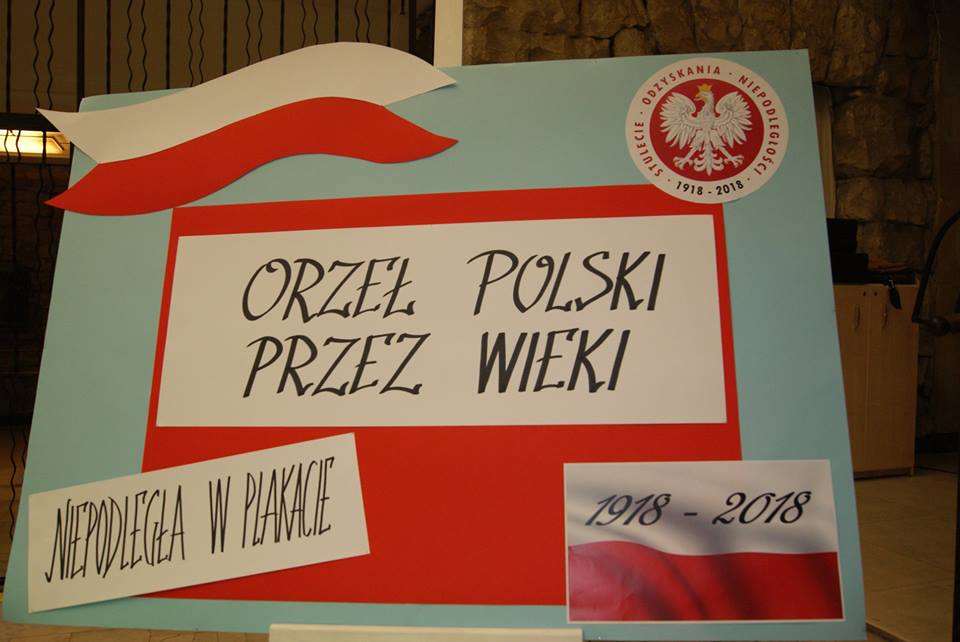 STULECIE · ODZYSKANIA · NIEPODLEGŁOŚCI ·
1918 - 2018
ORZEŁ POLSKI
PRZEZ WIEKI
NIEPODLEGŁA W PLAKACIE
1918 - 2018